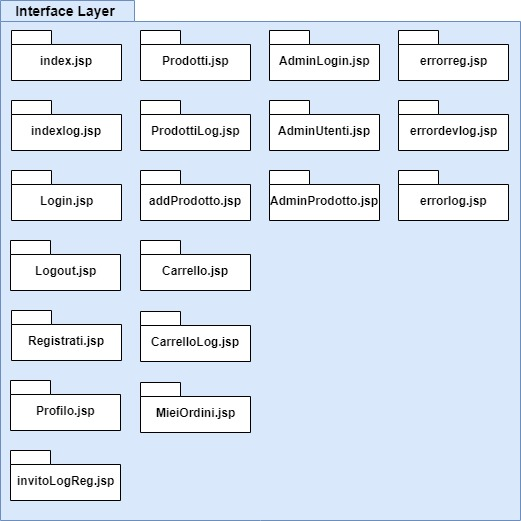 Interface Layer
index.jsp
Prodotti.jsp
AdminLogin.jsp
errorreg.jsp
indexlog.jsp
ProdottiLog.jsp
AdminUtenti.jsp
errordevlog.jsp
Login.jsp
addProdotto.jsp
AdminProdotto.jsp
errorlog.jsp
Logout.jsp
Carrello.jsp
Registrati.jsp
CarrelloLog.jsp
Profilo.jsp
MieiOrdini.jsp
invitoLogReg.jsp